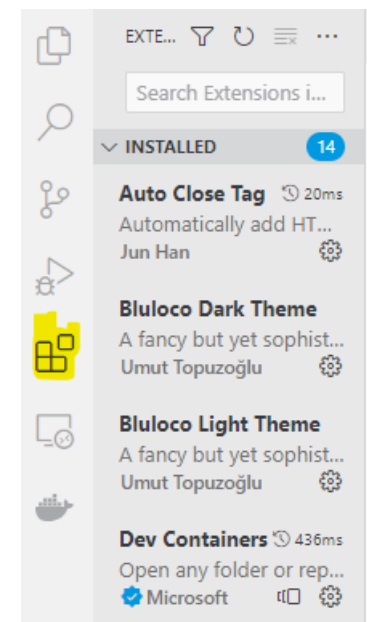 EXTE...
Search Extensions i...
INSTALLED 14
Auto Close Tag 20ms
Automatically add HT...
Jun Han
Bluloco Dark Theme
A fancy but yet sophist...
Umut Topuzoğlu
Bluloco Light Theme
A fancy but yet sophist...
Umut Topuzoğlu
Dev Containers 436ms
Open any folder or rep...
Microsoft